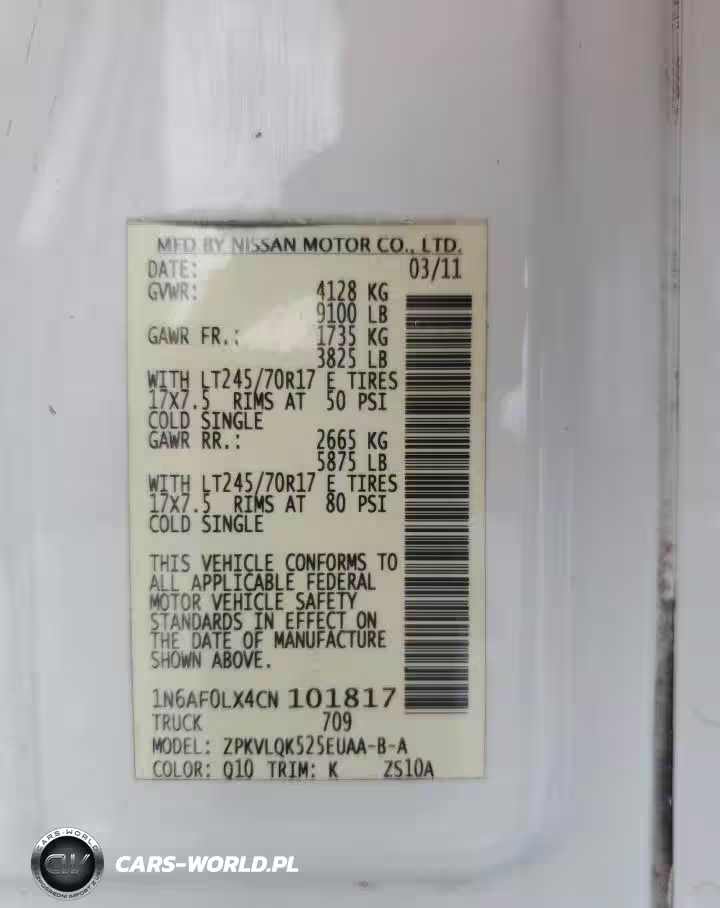 MFD BY NISSAN MOTOR CO., LTD.
DATE: 03/11
GVWR: 4128 KG
9100 LB
GAWR FR.: 1735 KG
3825 LB
WITH LT245/70R17 E TIRES
17X7.5 RIMS AT 50 PSI
COLD SINGLE
GAWR RR.: 2665 KG
5875 LB
WITH LT245/70R17 E TIRES
17X7.5 RIMS AT 80 PSI
COLD SINGLE
THIS VEHICLE CONFORMS TO
ALL APPLICABLE FEDERAL
MOTOR VEHICLE SAFETY
STANDARDS IN EFFECT ON
THE DATE OF MANUFACTURE
SHOWN ABOVE.
1N6AF0LX4CN 101817
TRUCK 709
MODEL: ZPKVLQK525EUAA-B-A
COLOR: Q10 TRIM: K ZS10A
CARS-WORLD
CW
CARS-WORLD.PL